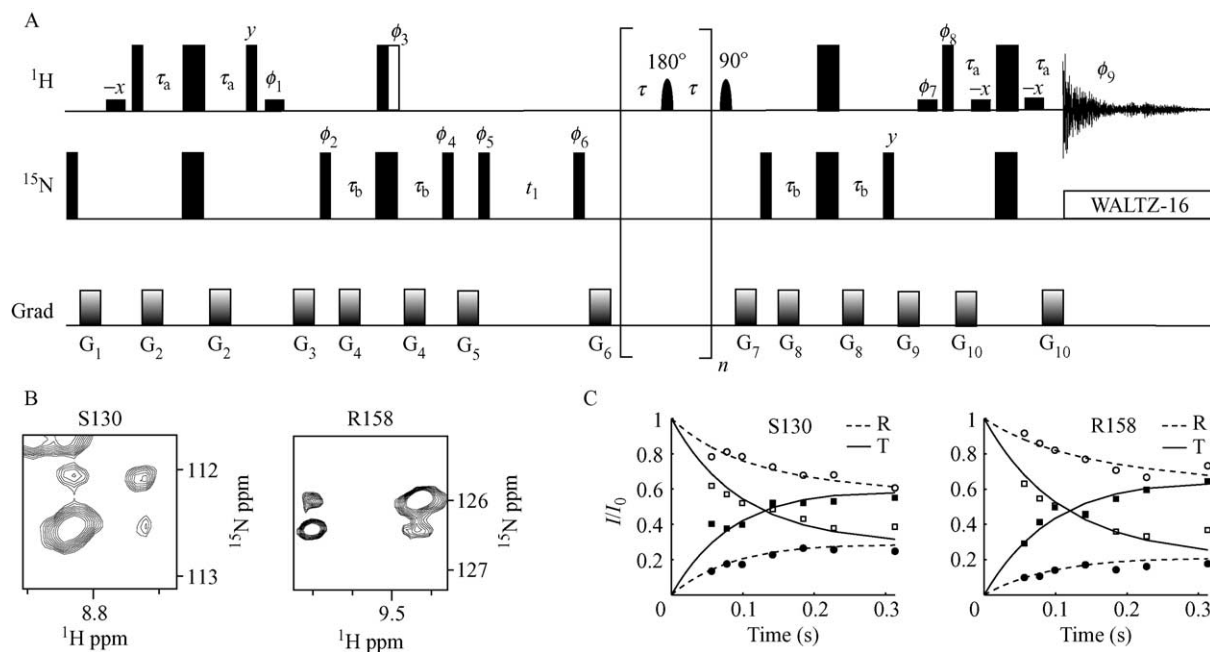 A
ϕ3 180° 90° ϕ8
y
1H −x τa τa ϕ1 τ τ ϕ7 τa −x τa −x ϕ9
ϕ2 ϕ4 ϕ5 ϕ6 y
15N τb τb t1 τb τb
WALTZ-16
Grad
G1 G2 G2 G3 G4 G4 G5 G6 n G7 G8 G8 G9 G10 G10
B
S130 R158
112
113
15N ppm
8.8
1H ppm
126
127
15N ppm
9.5
1H ppm
C
S130
R
T
1
0.8
0.6
0.4
0.2
0
I/I0
0 0.1 0.2 0.3
Time (s)
R158
R
T
1
0.8
0.6
0.4
0.2
0 0.1 0.2 0.3
Time (s)